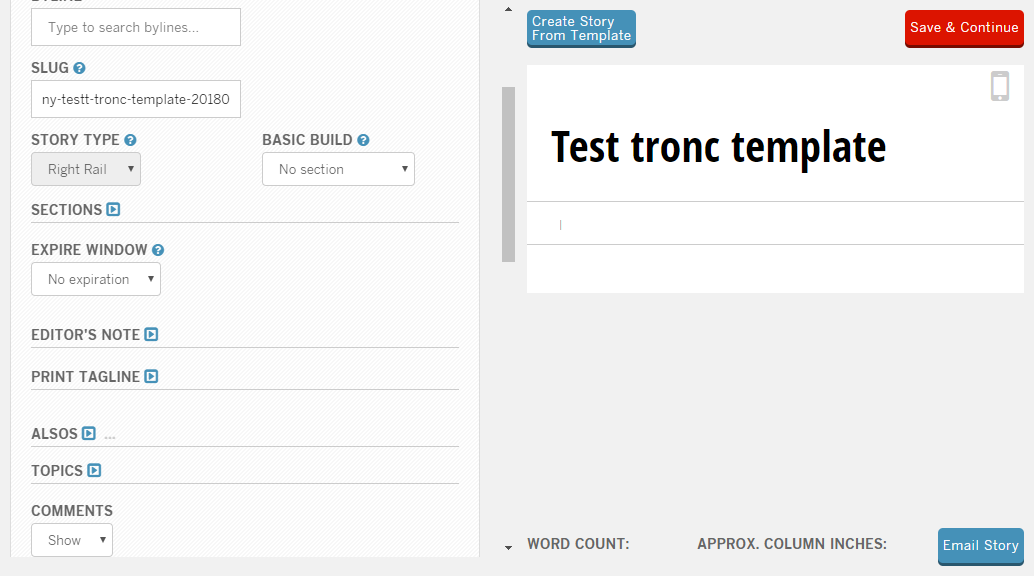 Type to search bylines...
SLUG
ny-testt-tronc-template-20180
STORY TYPE
BASIC BUILD
Right Rail
No section
SECTIONS
EXPIRE WINDOW
No expiration
EDITOR'S NOTE
PRINT TAGLINE
ALSOS ...
TOPICS
COMMENTS
Show
Create Story
From Template
Save & Continue
Test tronc template
WORD COUNT:
APPROX. COLUMN INCHES:
Email Story